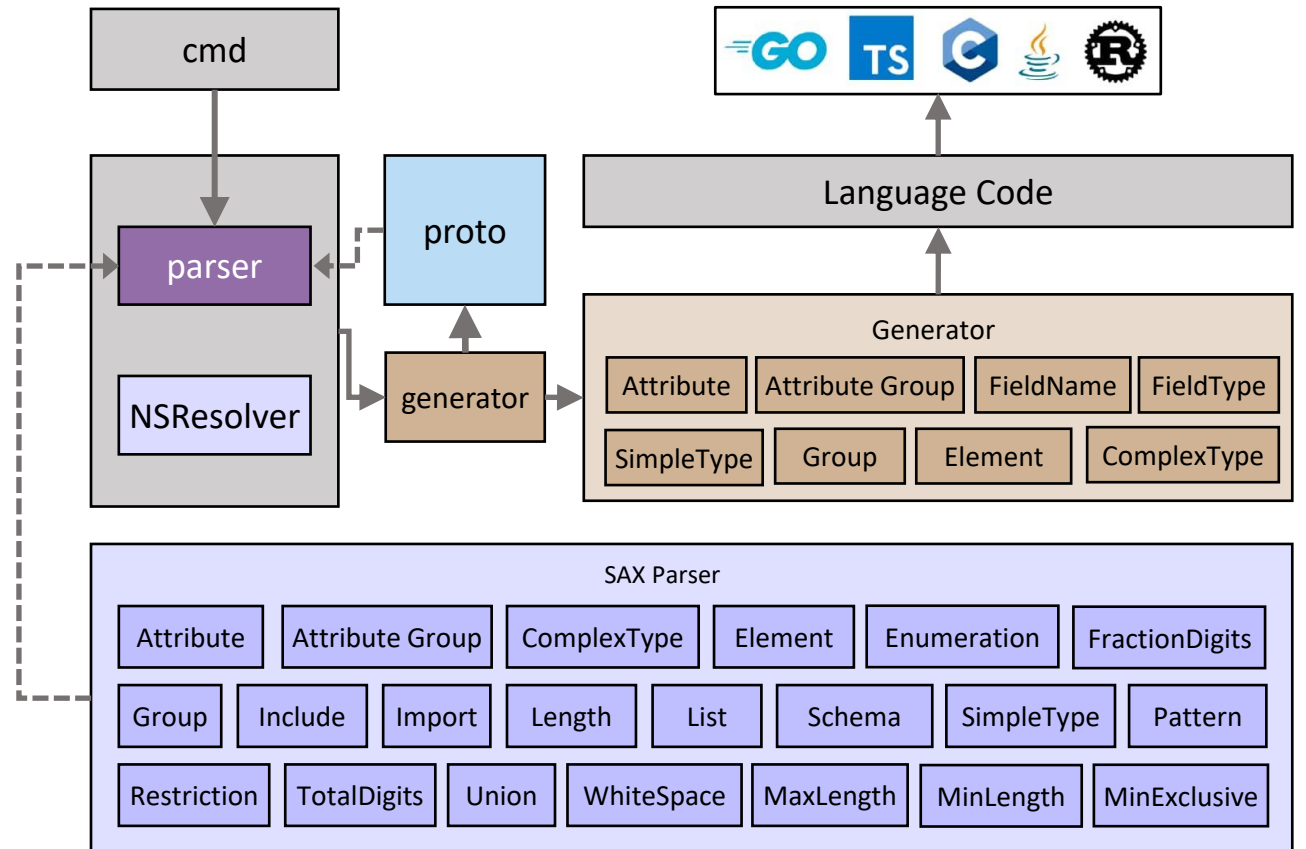 cmd
GO
TS
C
R
parser
NSResolver
proto
generator
Language Code
Generator
Attribute
Attribute Group
FieldName
FieldType
SimpleType
Group
Element
ComplexType
SAX Parser
Attribute
Attribute Group
ComplexType
Element
Enumeration
FractionDigits
Group
Include
Import
Length
List
Schema
SimpleType
Pattern
Restriction
TotalDigits
Union
WhiteSpace
MaxLength
MinLength
MinExclusive